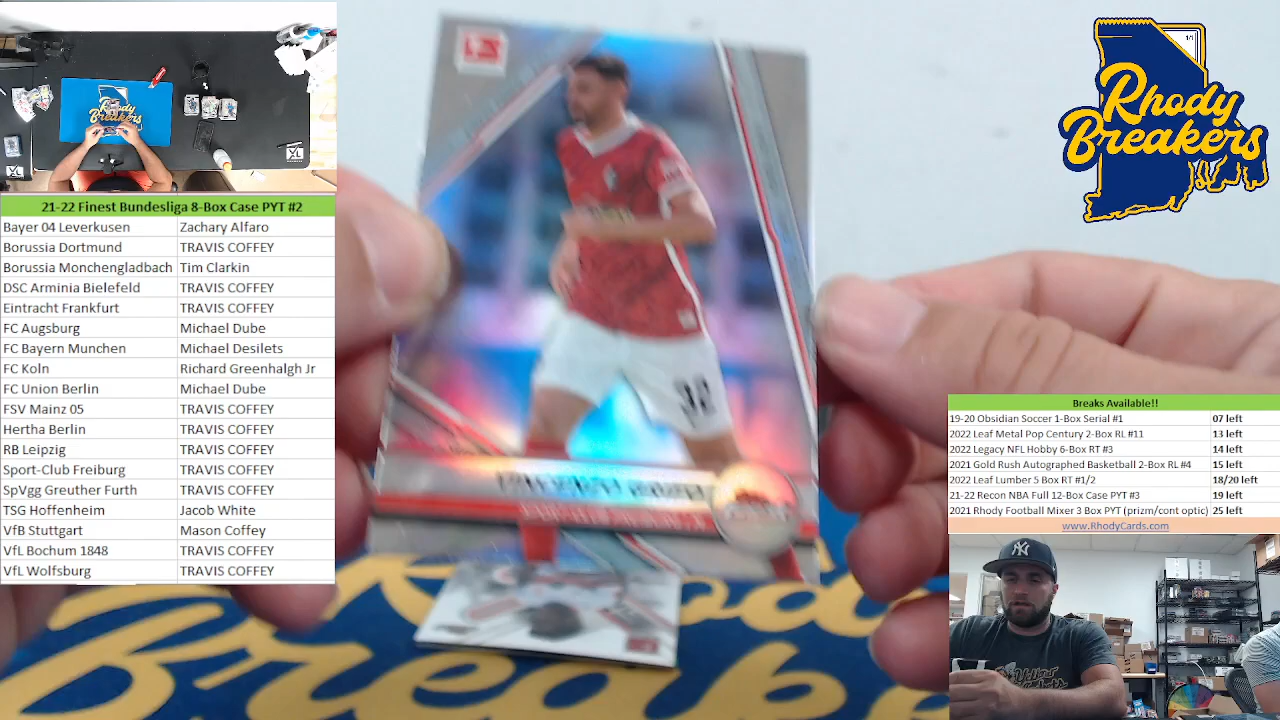 21-22 Finest Bundesliga 8-Box Case PYT #2
Bayer 04 Leverkusen Zachary Alfaro
Borussia Dortmund TRAVIS COFFEY
Borussia Monchengladbach Tim Clarkin
DSC Arminia Bielefeld TRAVIS COFFEY
Eintracht Frankfurt TRAVIS COFFEY
FC Augsburg Michael Dube
FC Bayern Munchen Michael Desilets
FC Koln Richard Greenhalgh Jr
FC Union Berlin Michael Dube
FSV Mainz 05 TRAVIS COFFEY
Hertha Berlin TRAVIS COFFEY
RB Leipzig TRAVIS COFFEY
Sport-Club Freiburg TRAVIS COFFEY
SpVgg Greuther Furth TRAVIS COFFEY
TSG Hoffenheim Jacob White
VfB Stuttgart Mason Coffey
VfL Bochum 1848 TRAVIS COFFEY
VfL Wolfsburg TRAVIS COFFEY
Rhody
Breakers
1/1
Rhody
Breakers
Breakers Available!!
19-20 Obsidian Soccer 1-Box Serial #1 07 left
2022 Leaf Metal Pop Century 2-Box RL #11 13 left
2022 Legacy NFL Hobby 6-Box RT #3 14 left
2021 Gold Rush Autographed Basketball 2-Box RL #4 15 left
2022 Leaf Lumber 5 Box RT #1/2 18/20 left
21-22 Recon NBA Full 12-Box Case PYT #3 19 left
2021 Rhody Football Mixer 3 Box PYT (prizm/cont optic) 25 left
www.RhodyCards.com